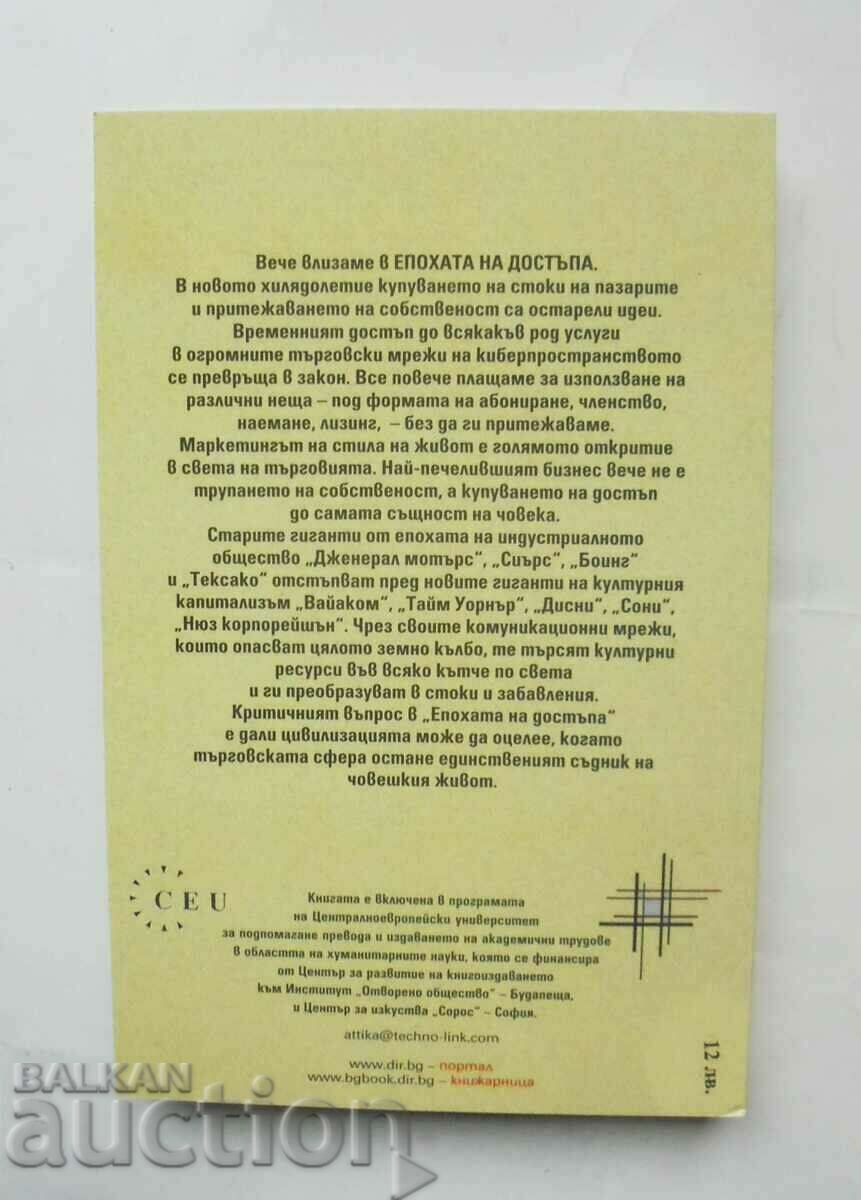 Вече влизаме в ЕПОХАТА НА ДОСТЪПА.
В новото хилядолетие купуването на стоки на пазарите
и притежаването на собственост са остарели идеи.
Временният достъп до всякакъв род услуги
в огромните търговски мрежи на киберпространството
се превръща в закон. Все повече плащаме за използване на
различни неща – под формата на абониране, членство,
наемане, лизинг, – без да ги притежаваме.
Маркетингът на стила на живот е голямото откритие
в света на търговията. Най-печелившият бизнес вече не е
трупането на собственост, а купуването на достъп
до самата същност на човека.
Старите гиганти от епохата на индустриалното
общество „Дженерал мотърс“, „Сиърс“, „Боинг“
и „Тексако“ отстъпват пред новите гиганти на културния
капитализъм „Вайаком“, „Тайм Уорнър“, „Дисни“, „Сони“,
„Нюз корпорейшън“. Чрез своите комуникационни мрежи,
които опасват цялото земно кълбо, те търсят културни
ресурси във всяко кътче по света
и ги преобразуват в стоки и забавления.
Критичният въпрос в „Епохата на достъпа“
е дали цивилизацията може да оцелее, когато
търговската сфера остане единственият съдник на
човешкия живот.
CEU
Книгата е включена в програмата
на Централноевропейски университет
за подпомагане превода и издаването на академични трудове
в областта на хуманитарните науки, която се финансира
от Център за развитие на книгоиздаването
към Институт „Отворено общество“ – Будапеща,
и Център за изкуства „Сорос“ – София.
attika@techno-link.com
www.dir.bg – портал
www.bgbook.dir.bg – книжарница
12 лв.
BALKAN
auction